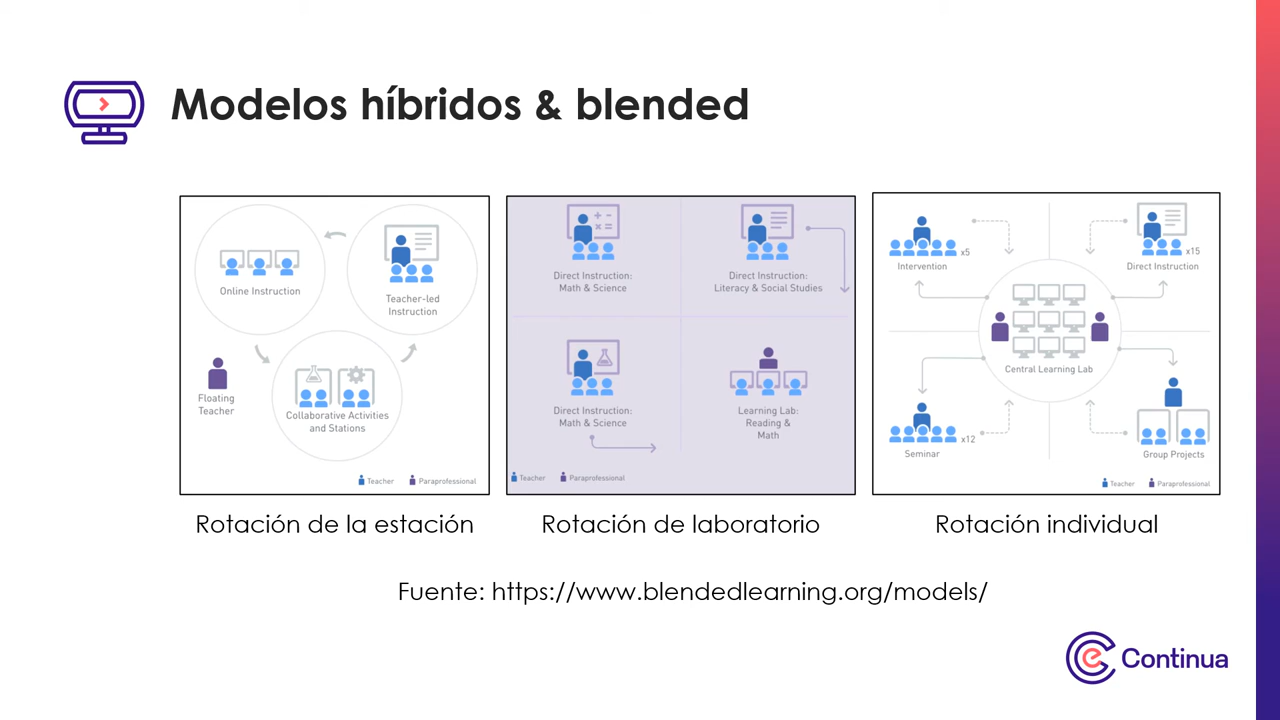 Modelos híbridos & blended
Online Instruction
Teacher-led
Instruction
Floating
Teacher
Collaborative Activities
and Stations
Teacher
Paraprofessional
Direct Instruction:
Math & Science
Direct Instruction:
Literacy & Social Studies
Direct Instruction:
Math & Science
Learning Lab:
Reading &
Math
Teacher
Paraprofessional
x5
Intervention
x15
Direct Instruction
Central Learning Lab
x12
Seminar
Group Projects
Teacher
Paraprofessional
Rotación de la estación
Rotación de laboratorio
Rotación individual
Fuente: https://www.blendedlearning.org/models/
e Continua